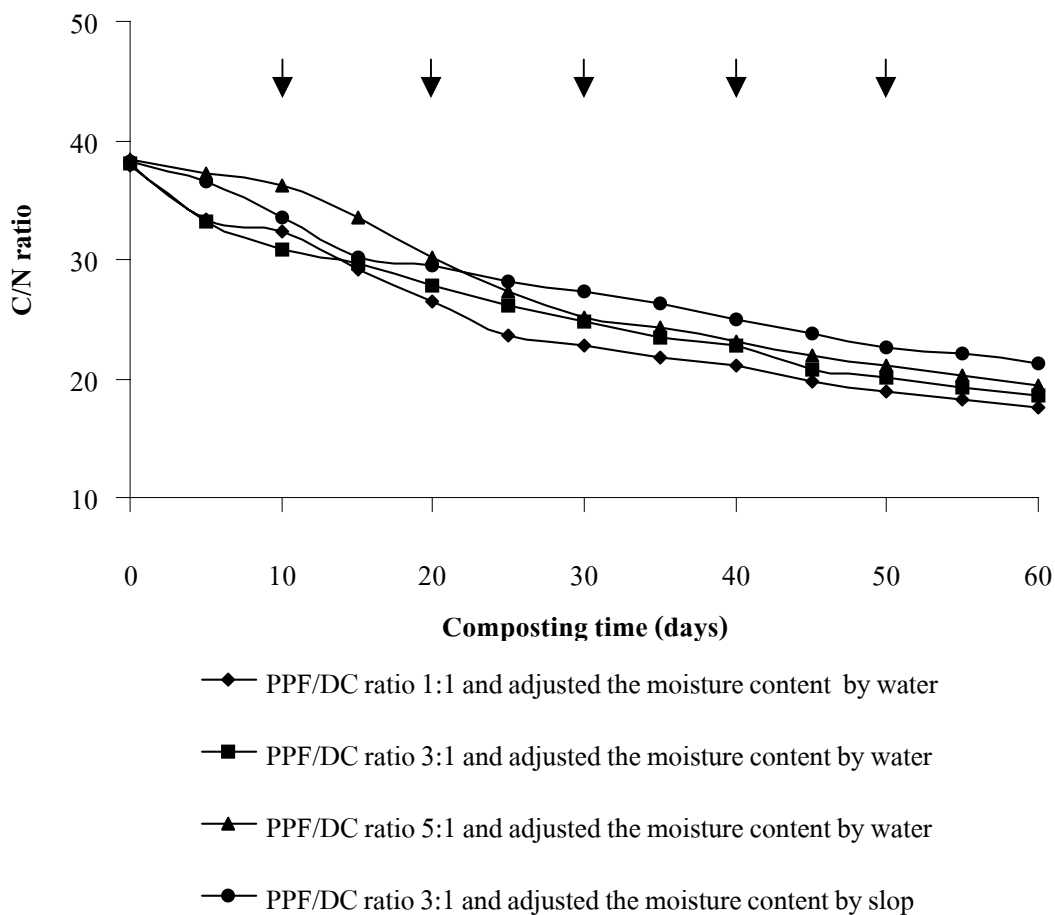 50
40
30
20
10
C/N ratio
0 10 20 30 40 50 60
Composting time (days)
PPF/DC ratio 1:1 and adjusted the moisture content by water
PPF/DC ratio 3:1 and adjusted the moisture content by water
PPF/DC ratio 5:1 and adjusted the moisture content by water
PPF/DC ratio 3:1 and adjusted the moisture content by slop